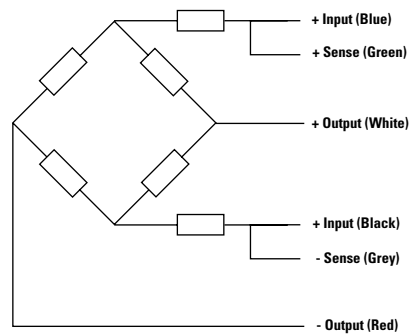 + Input (Blue)
+ Sense (Green)
+ Output (White)
+ Input (Black)
- Sense (Grey)
- Output (Red)